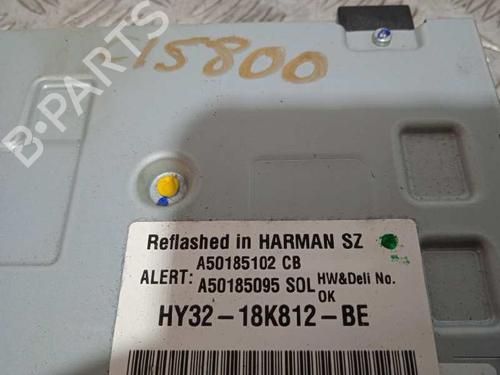 -15800
B-PARTS
Reflashed in HARMAN SZ
A50185102 CB
ALERT:
A50185095 SOL
HW&Deli No.
OK
HY32-18K812-BE